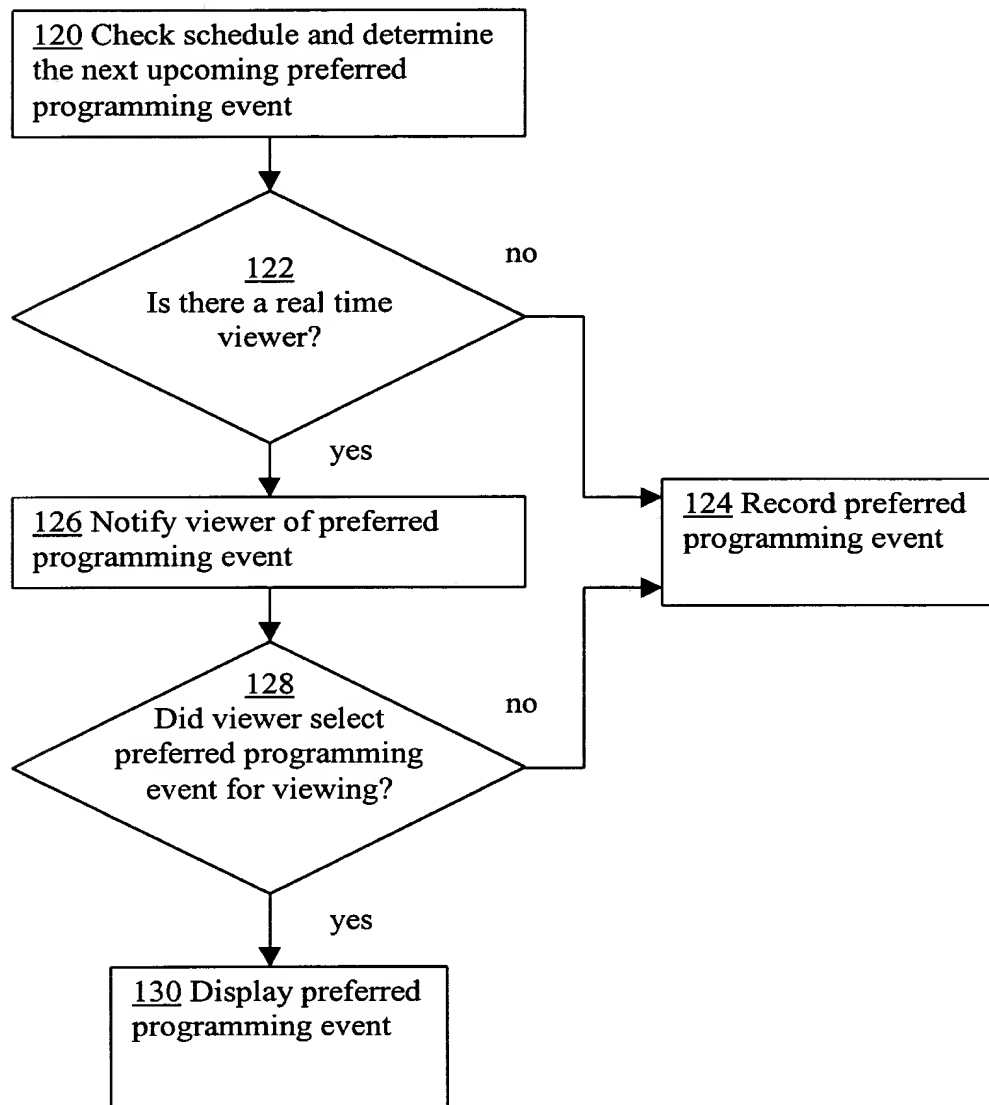 120 Check schedule and determine
the next upcoming preferred
programming event
no
122
Is there a real time
viewer?
yes
126 Notify viewer of preferred
programming event
124 Record preferred
programming event
128
Did viewer select
preferred programming
event for viewing?
no
yes
130 Display preferred
programming event